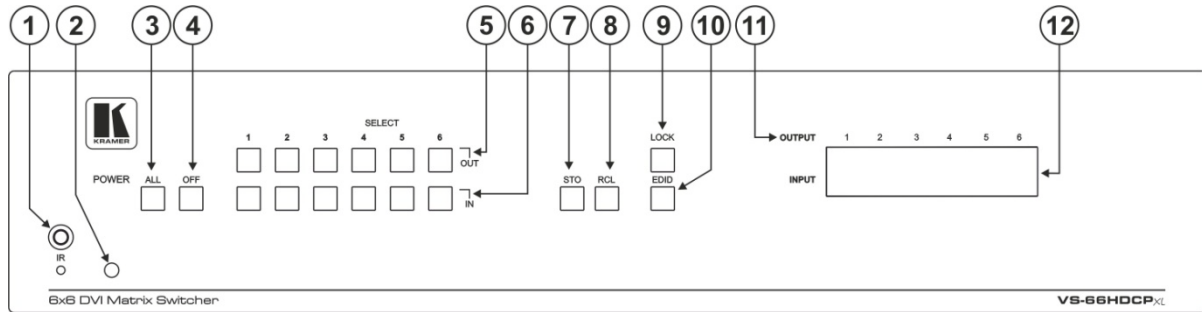 1 2 3 4 5 6 7 8 9 10 11 12
K
KRAMER
SELECT
1 2 3 4 5 6
OUT
LOCK
OUTPUT 1 2 3 4 5 6
POWER
ALL
OFF
IN
STO
RCL
EDID
INPUT
IR
6x6 DVI Matrix Switcher
VS-66HDCPXL